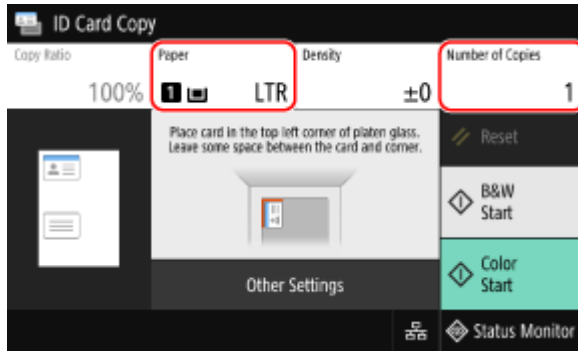 ID Card Copy
Copy Ratio
100%
Paper
1 LTR
Density
±0
Number of Copies
1
Place card in the top left corner of platen glass.
Leave some space between the card and corner.
Reset
B&W
Start
Color
Start
Other Settings
Status Monitor